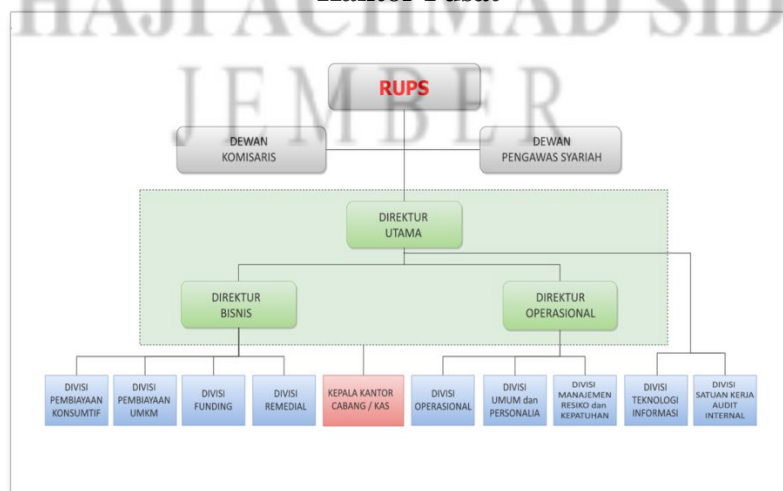 HAJI ACHMAD SID
Kantor Pusat
JEMBER
RUPS
DEWAN
KOMISARIS
DEWAN
PENGAWAS SYARIAH
DIREKTUR
UTAMA
DIREKTUR
BISNIS
DIREKTUR
OPERASIONAL
DIVISI
PEMBIAYAAN
KONSUMTIF
DIVISI
PEMBIAYAAN
UMKM
DIVISI
FUNDING
DIVISI
REMEDIAL
KEPALA KANTOR
CABANG / KAS
DIVISI
OPERASIONAL
DIVISI
UMUM dan
PERSONALIA
DIVISI
MANAJEMEN
RESIKO dan
KEPATUHAN
DIVISI
TEKNOLOGI
INFORMASI
DIVISI
SATUAN KERJA
AUDIT
INTERNAL